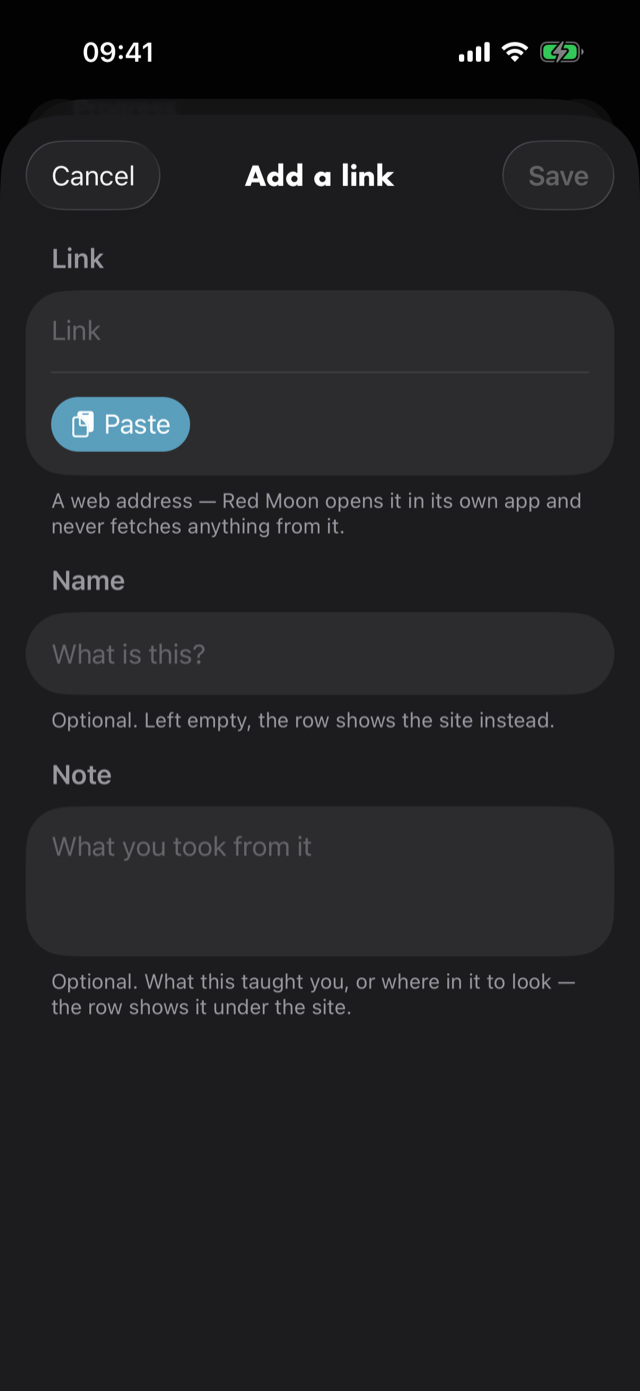 09:41
Cancel
Add a link
Save
Link
Link
Paste
A web address — Red Moon opens it in its own app and
never fetches anything from it.
Name
What is this?
Optional. Left empty, the row shows the site instead.
Note
What you took from it
Optional. What this taught you, or where in it to look —
the row shows it under the site.